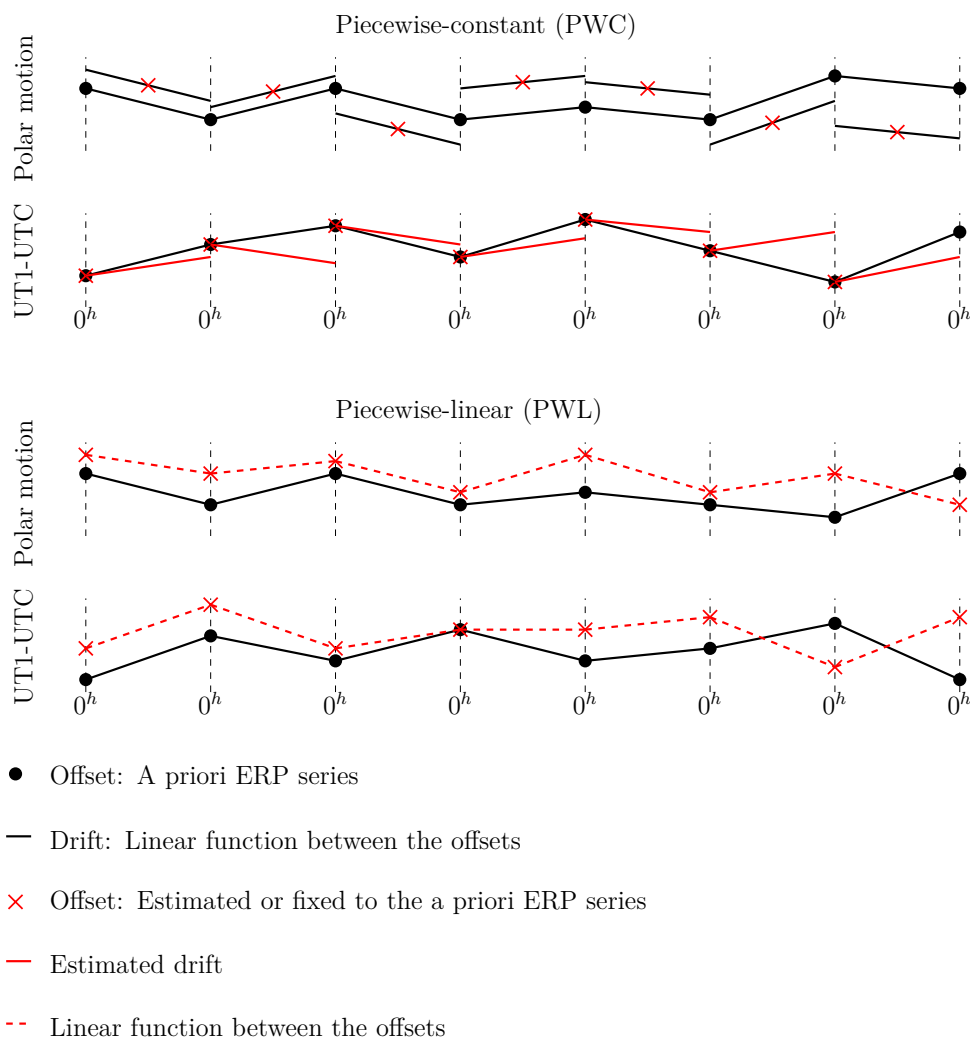 Piecewise-constant (PWC)
Polar motion
UT1-UTC
0ʰ 0ʰ 0ʰ 0ʰ 0ʰ 0ʰ 0ʰ 0ʰ
Piecewise-linear (PWL)
Polar motion
UT1-UTC
0ʰ 0ʰ 0ʰ 0ʰ 0ʰ 0ʰ 0ʰ 0ʰ
Offset: A priori ERP series
Drift: Linear function between the offsets
Offset: Estimated or fixed to the a priori ERP series
Estimated drift
Linear function between the offsets